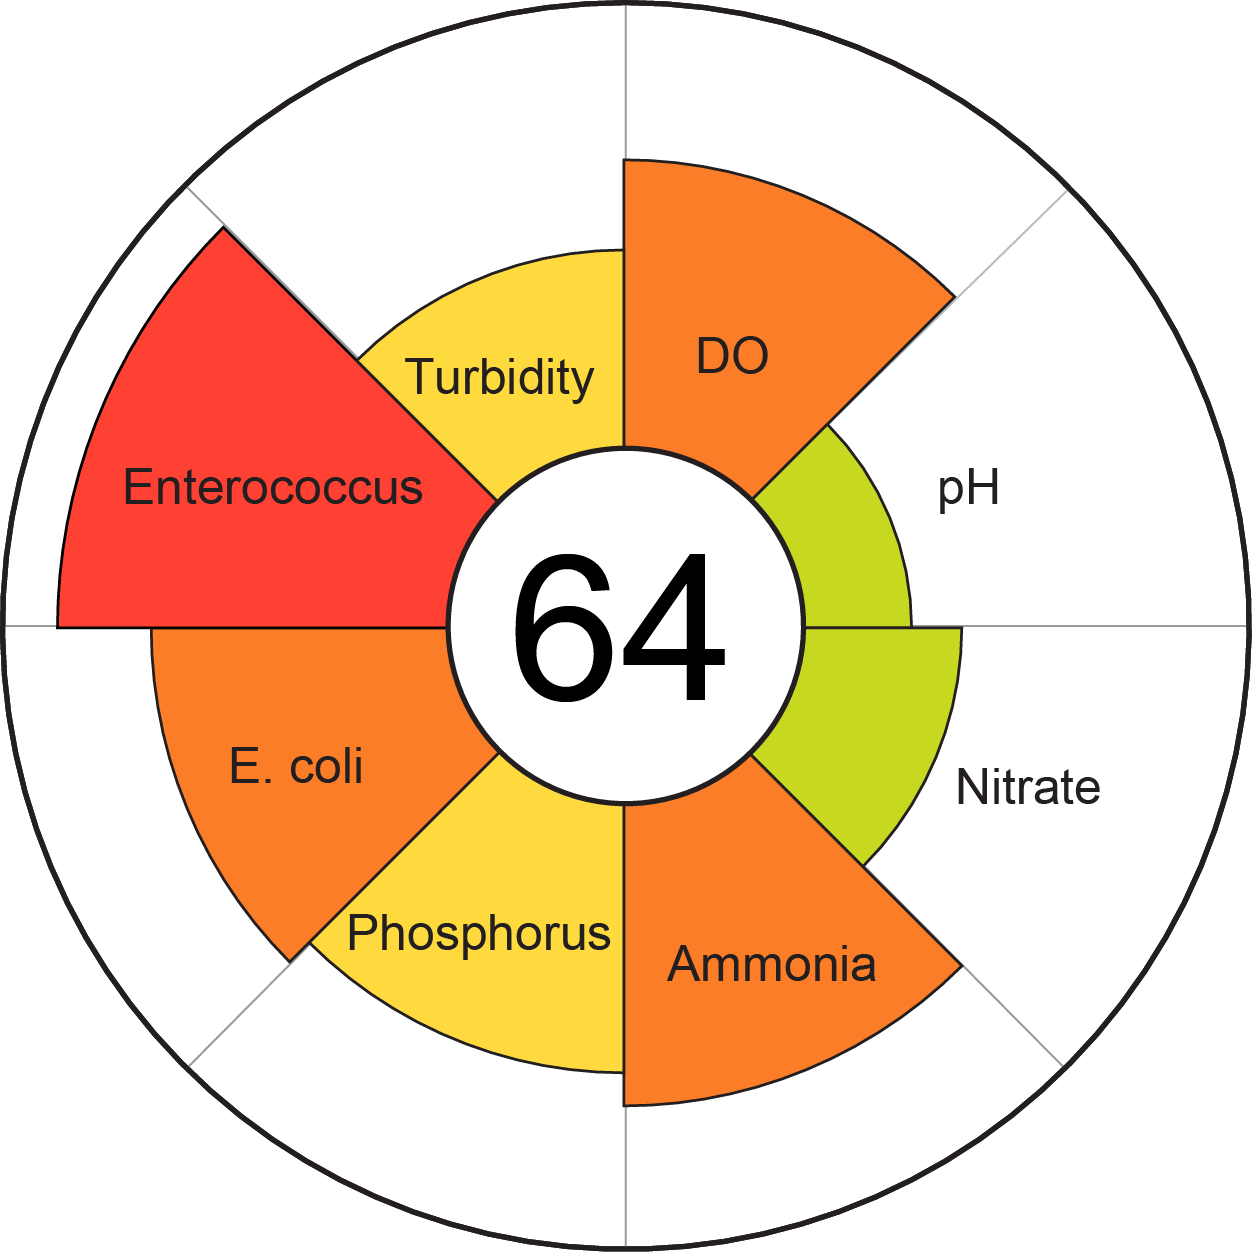 DO
Turbidity
Enterococcus
pH
64
E. coli
Nitrate
Phosphorus
Ammonia